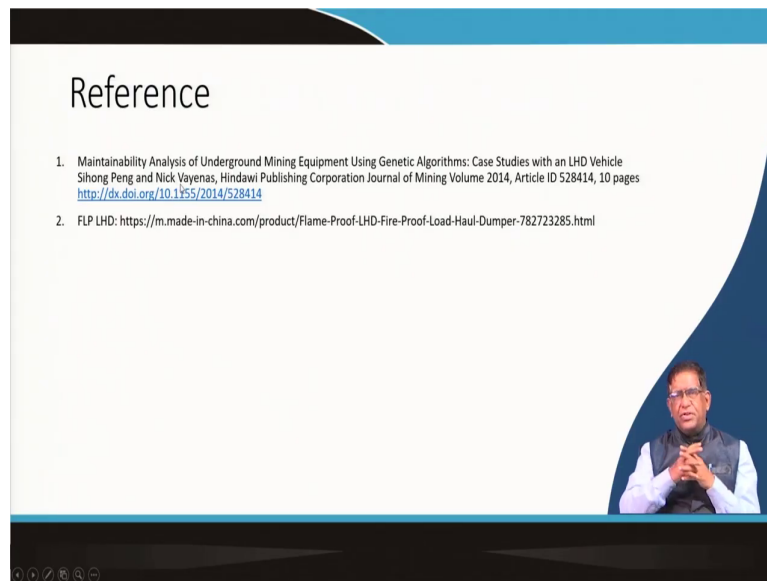 Reference
1. Maintainability Analysis of Underground Mining Equipment Using Genetic Algorithms: Case Studies with an LHD Vehicle
Sihong Peng and Nick Vayenas, Hindawi Publishing Corporation Journal of Mining Volume 2014, Article ID 528414, 10 pages
http://dx.doi.org/10.1155/2014/528414
2. FLP LHD: https://m.made-in-china.com/product/Flame-Proof-LHD-Fire-Proof-Load-Haul-Dumper-782723285.html